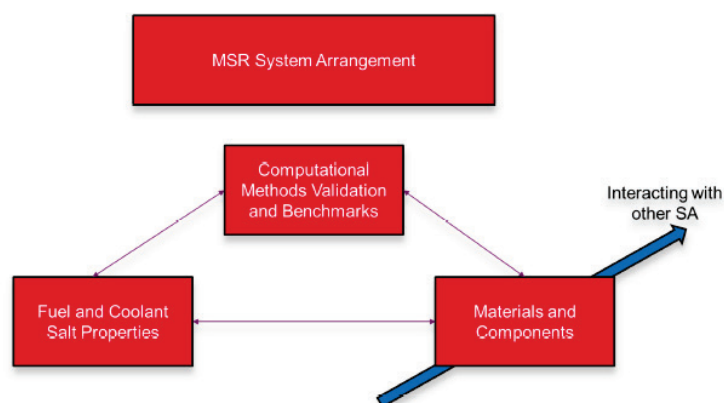 MSR System Arrangement
Computational
Methods Validation
and Benchmarks
Interacting with
other SA
Fuel and Coolant
Salt Properties
Materials and
Components